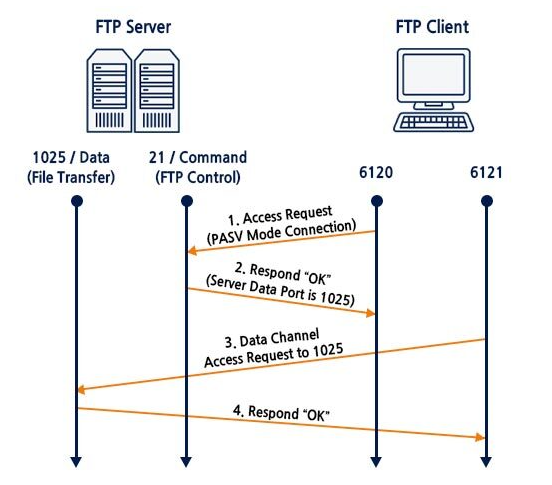 FTP Server
FTP Client
1025 / Data
(File Transfer)
21 / Command
(FTP Control)
6120
6121
1. Access Request
(PASV Mode Connection)
2. Respond “OK”
(Server Data Port is 1025)
3. Data Channel
Access Request to 1025
4. Respond “OK”